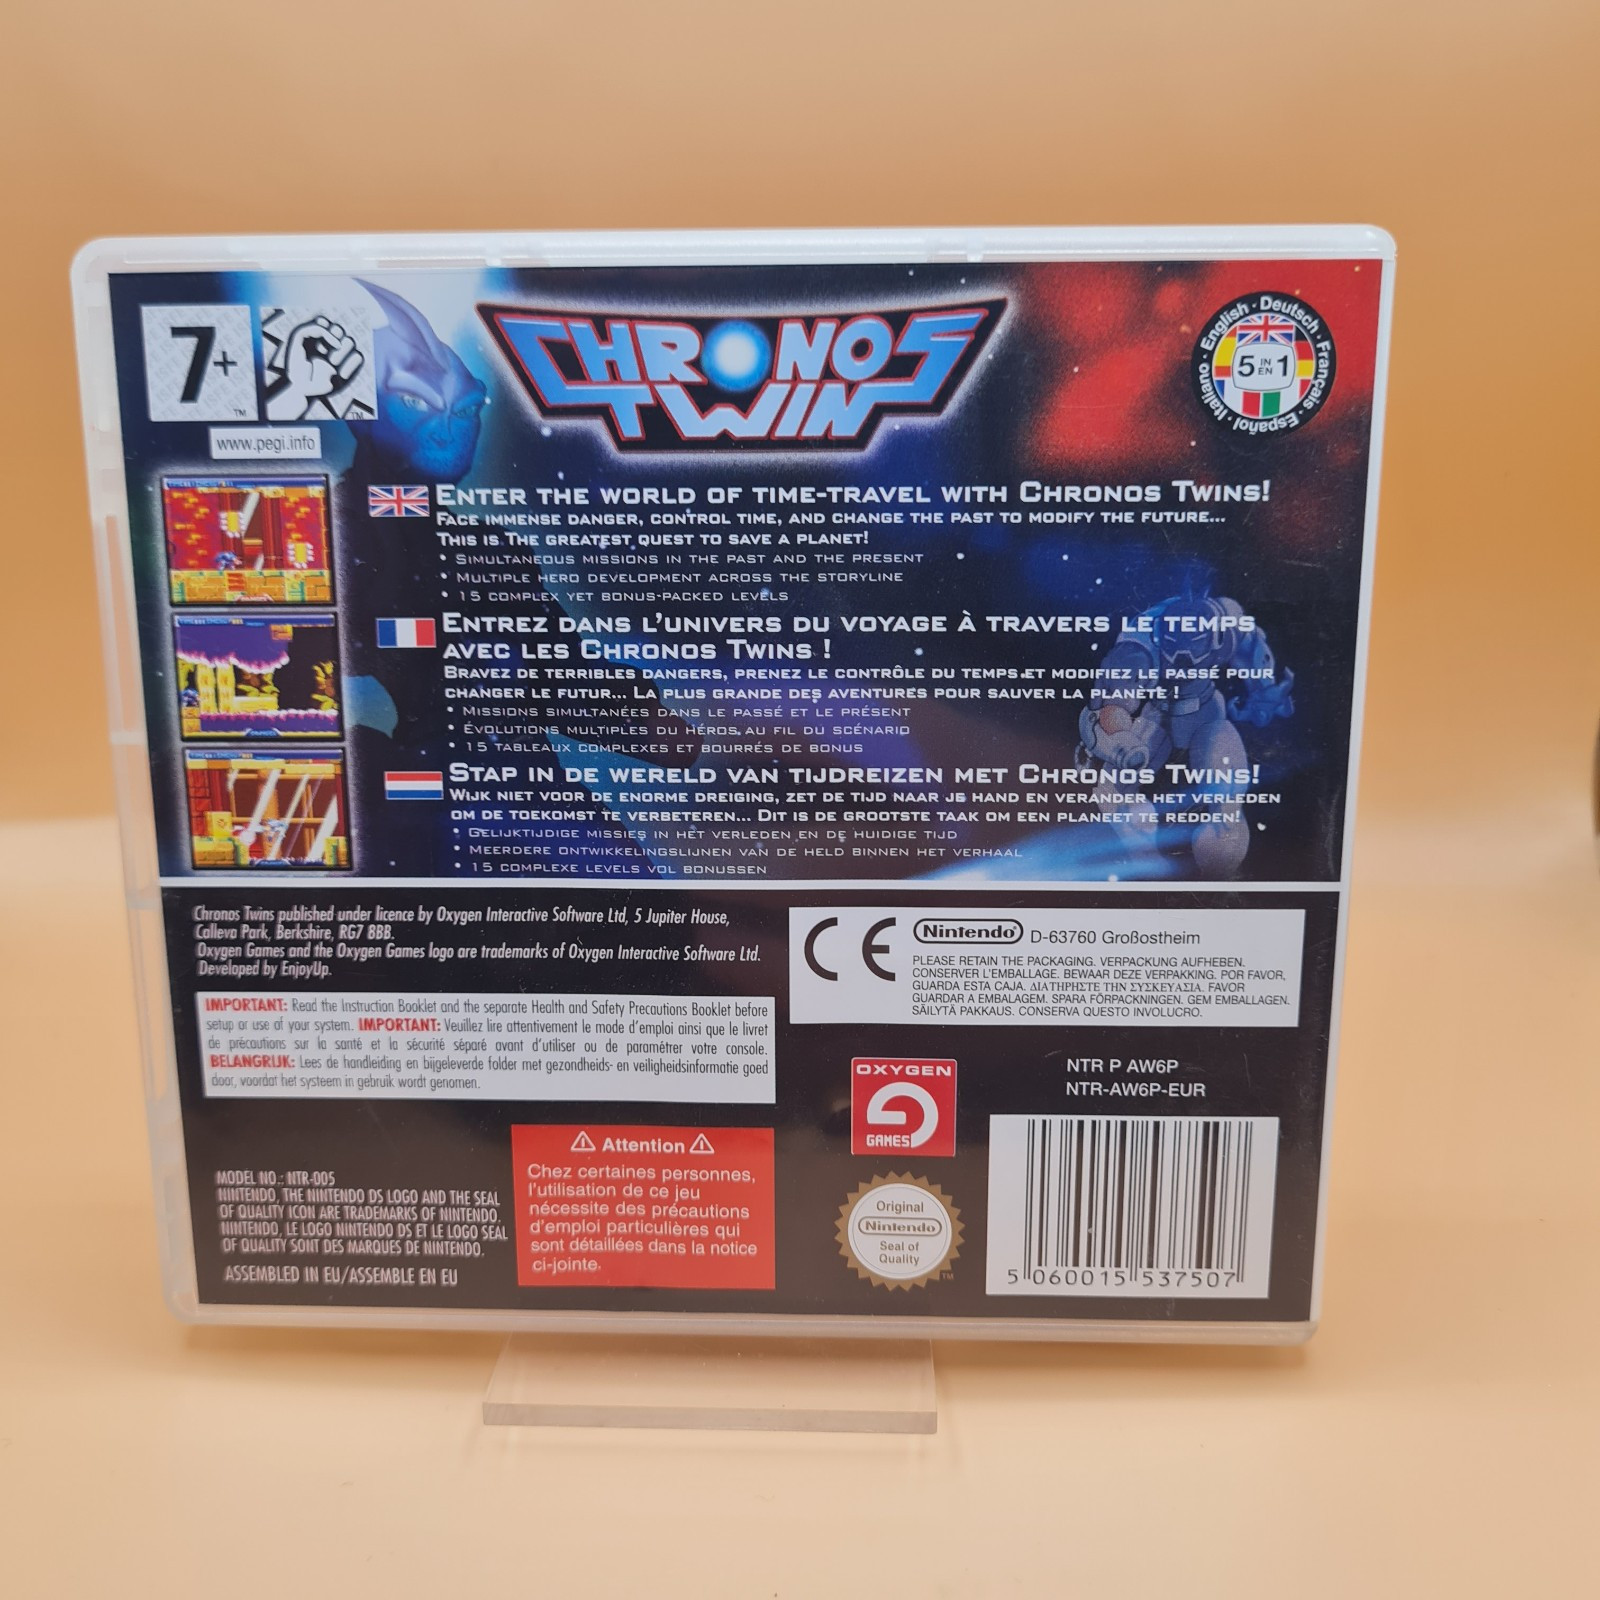 7+
TM
TM
www.pegi.info
CHRONOS
TWIN
English · Deutsch · Français · Español · Italiano ·
5 IN EN 1
ENTER THE WORLD OF TIME-TRAVEL WITH CHRONOS TWINS!
FACE IMMENSE DANGER, CONTROL TIME, AND CHANGE THE PAST TO MODIFY THE FUTURE...
THIS IS THE GREATEST QUEST TO SAVE A PLANET!
• SIMULTANEOUS MISSIONS IN THE PAST AND THE PRESENT
• MULTIPLE HERO DEVELOPMENT ACROSS THE STORYLINE
• 15 COMPLEX YET BONUS-PACKED LEVELS
ENTREZ DANS L'UNIVERS DU VOYAGE À TRAVERS LE TEMPS
AVEC LES CHRONOS TWINS !
BRAVEZ DE TERRIBLES DANGERS, PRENEZ LE CONTRÔLE DU TEMPS ET MODIFIEZ LE PASSÉ POUR
CHANGER LE FUTUR... LA PLUS GRANDE DES AVENTURES POUR SAUVER LA PLANÈTE !
• MISSIONS SIMULTANÉES DANS LE PASSÉ ET LE PRÉSENT
• ÉVOLUTIONS MULTIPLES DU HÉROS AU FIL DU SCÉNARIO
• 15 TABLEAUX COMPLEXES ET BOURRÉS DE BONUS
STAP IN DE WERELD VAN TIJDREIZEN MET CHRONOS TWINS!
WIJK NIET VOOR DE ENORME DREIGING, ZET DE TIJD NAAR JE HAND EN VERANDER HET VERLEDEN
OM DE TOEKOMST TE VERBETEREN... DIT IS DE GROOTSTE TAAK OM EEN PLANEET TE REDDEN!
• GELIJKTIJDIGE MISSIES IN HET VERLEDEN EN DE HUIDIGE TIJD
• MEERDERE ONTWIKKELINGSLIJNEN VAN DE HELD BINNEN HET VERHAAL
• 15 COMPLEXE LEVELS VOL BONUSSEN
Chronos Twins published under licence by Oxygen Interactive Software Ltd, 5 Jupiter House,
Calleva Park, Berkshire, RG7 8BB.
Oxygen Games and the Oxygen Games logo are trademarks of Oxygen Interactive Software Ltd.
Developed by EnjoyUp.
IMPORTANT: Read the Instruction Booklet and the separate Health and Safety Precautions Booklet before
setup or use of your system. IMPORTANT: Veuillez lire attentivement le mode d'emploi ainsi que le livret
de précautions sur la santé et la sécurité séparé avant d'utiliser ou de paramétrer votre console.
BELANGRIJK: Lees de handleiding en bijgeleverde folder met gezondheids- en veiligheidsinformatie goed
door, voordat het systeem in gebruik wordt genomen.
CE
Nintendo D-63760 Großostheim
PLEASE RETAIN THE PACKAGING. VERPACKUNG AUFHEBEN.
CONSERVER L'EMBALLAGE. BEWAAR DEZE VERPAKKING. POR FAVOR,
GUARDA ESTA CAJA. ΔΙΑΤΗΡΗΣΤΕ ΤΗΝ ΣΥΣΚΕΥΑΣΙΑ. FAVOR
GUARDAR A EMBALAGEM. SPARA FÖRPACKNINGEN. GEM EMBALLAGEN.
SÄILYTÄ PAKKAUS. CONSERVA QUESTO INVOLUCRO.
OXYGEN
GAMES
NTR P AW6P
NTR-AW6P-EUR
MODEL NO.: NTR-005
NINTENDO, THE NINTENDO DS LOGO AND THE SEAL
OF QUALITY ICON ARE TRADEMARKS OF NINTENDO.
NINTENDO, LE LOGO NINTENDO DS ET LE LOGO SEAL
OF QUALITY SONT DES MARQUES DE NINTENDO.
ASSEMBLED IN EU/ASSEMBLE EN EU
⚠ Attention ⚠
Chez certaines personnes,
l'utilisation de ce jeu
nécessite des précautions
d'emploi particulières qui
sont détaillées dans la notice
ci-jointe.
Original
Nintendo
Seal of
Quality
TM
5 060015 537507